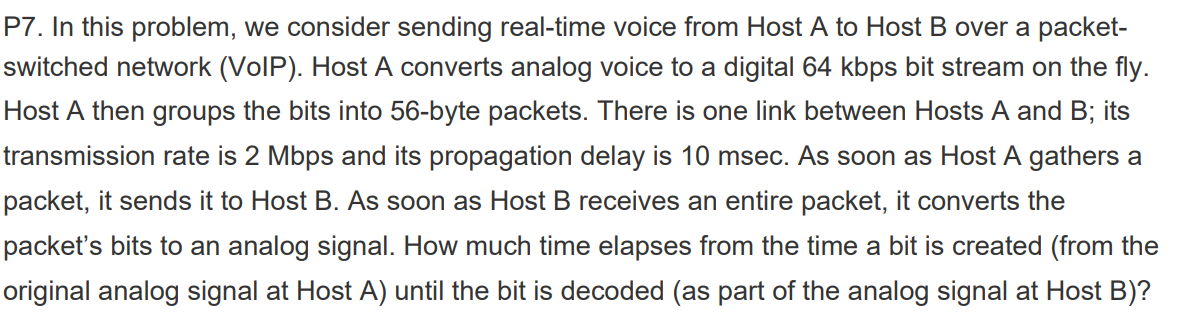 P7. In this problem, we consider sending real-time voice from Host A to Host B over a packet-
switched network (VoIP). Host A converts analog voice to a digital 64 kbps bit stream on the fly.
Host A then groups the bits into 56-byte packets. There is one link between Hosts A and B; its
transmission rate is 2 Mbps and its propagation delay is 10 msec. As soon as Host A gathers a
packet, it sends it to Host B. As soon as Host B receives an entire packet, it converts the
packet’s bits to an analog signal. How much time elapses from the time a bit is created (from the
original analog signal at Host A) until the bit is decoded (as part of the analog signal at Host B)?